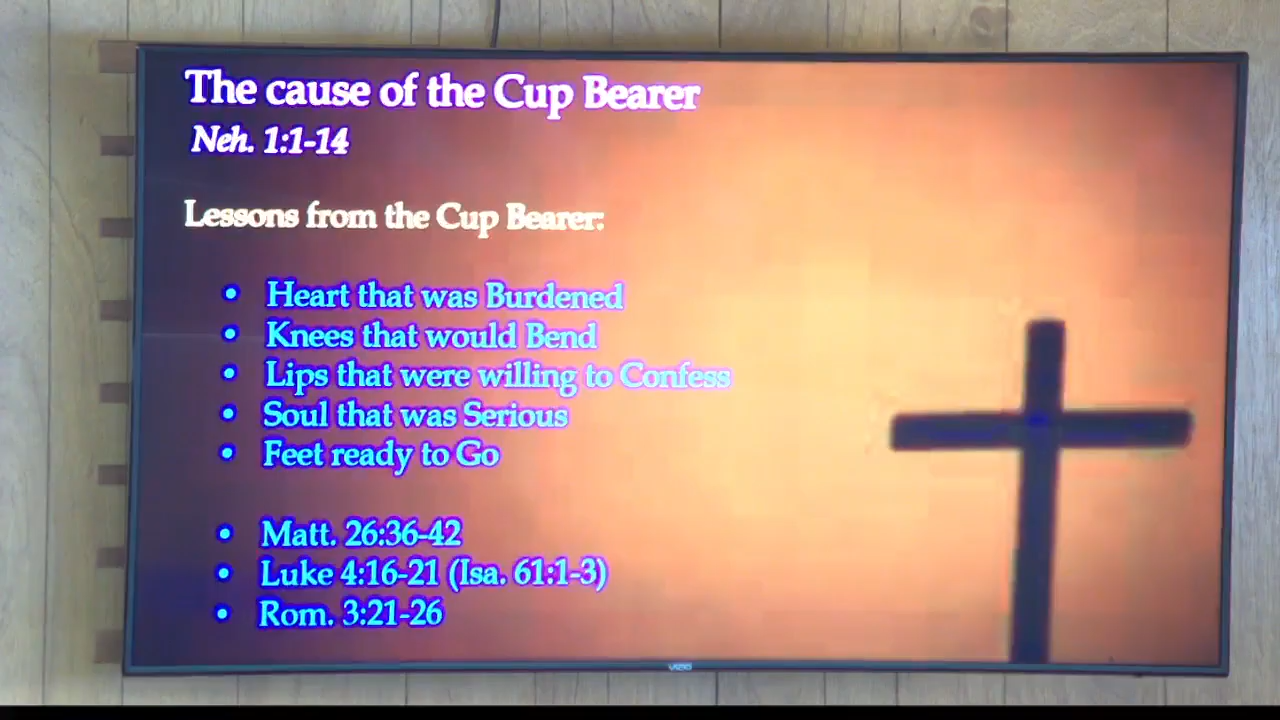 The cause of the Cup Bearer
Neh. 1:1-14
Lessons from the Cup Bearer:
• Heart that was Burdened
• Knees that would Bend
• Lips that were willing to Confess
• Soul that was Serious
• Feet ready to Go
• Matt. 26:36-42
• Luke 4:16-21 (Isa. 61:1-3)
• Rom. 3:21-26
VIZIO